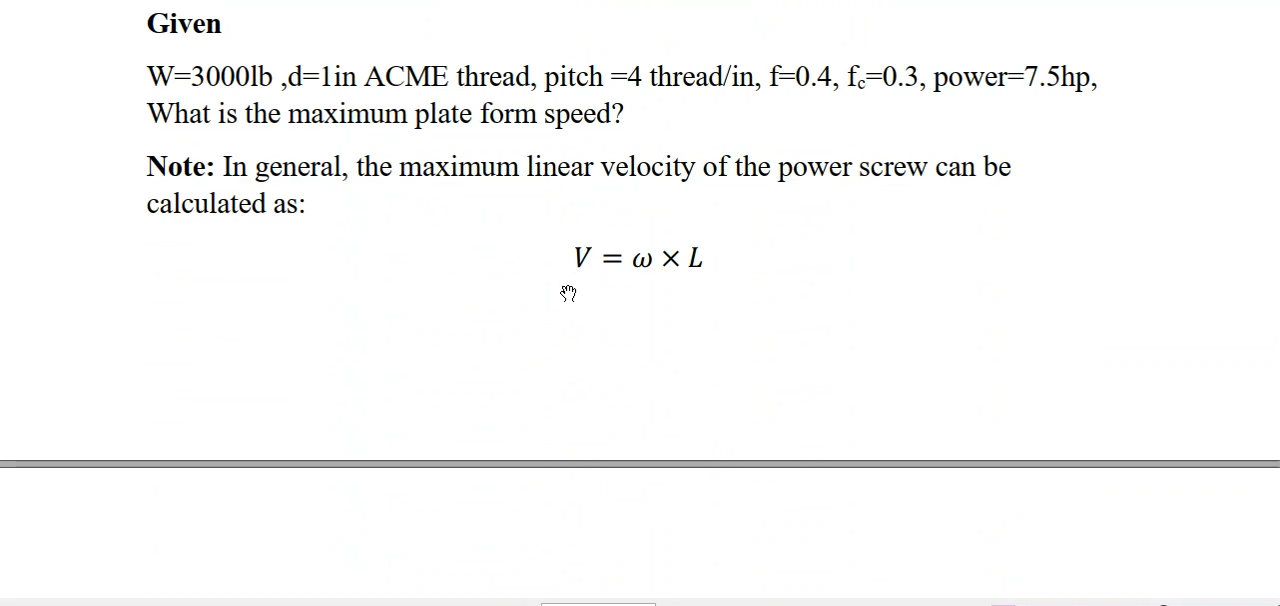 Given
W=3000lb ,d=1in ACME thread, pitch =4 thread/in, f=0.4, fc=0.3, power=7.5hp,
What is the maximum plate form speed?
Note: In general, the maximum linear velocity of the power screw can be
calculated as:
V = ω × L